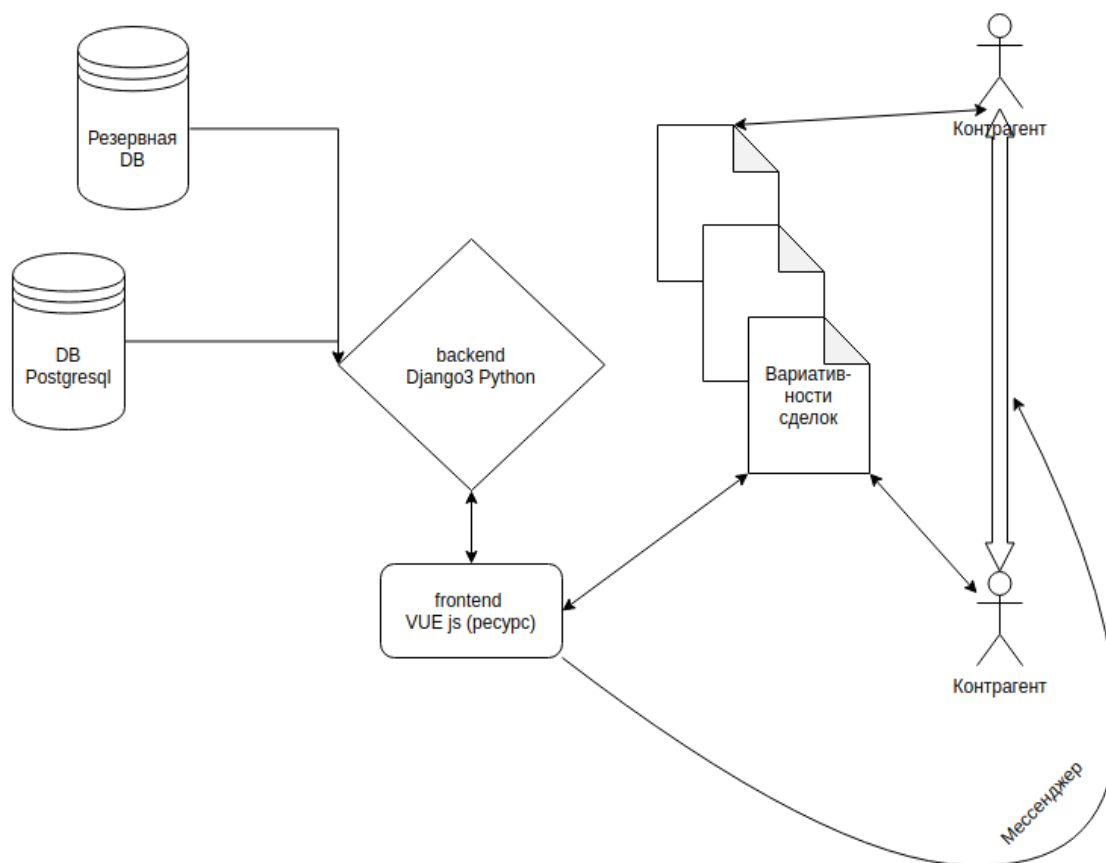 Резервная
DB
DB
Postgresql
backend
Django3 Python
frontend
VUE js (ресурс)
Вариатив-
ности
сделок
Контрагент
Контрагент
Мессенджер